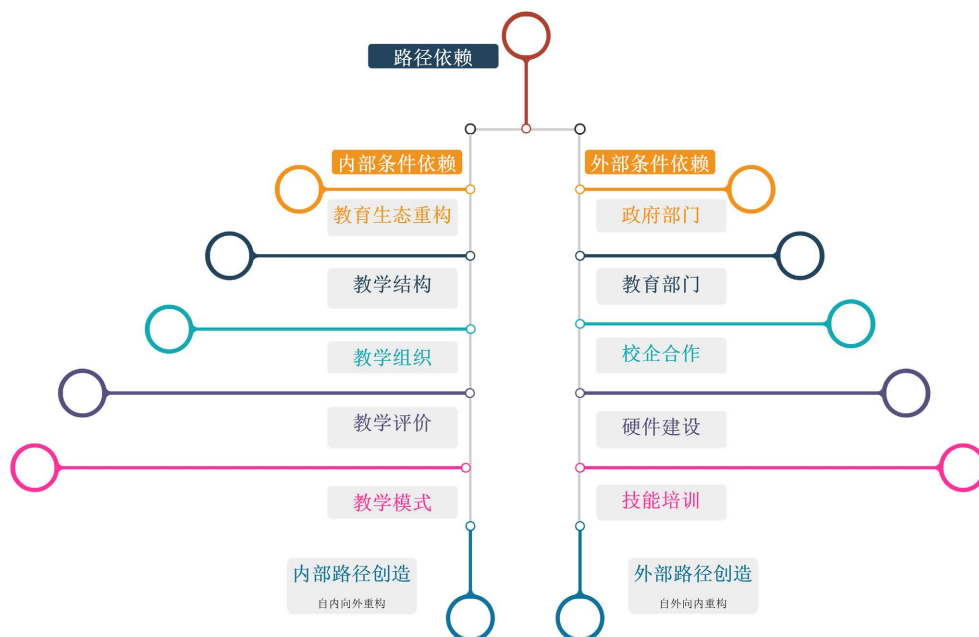 路径依赖
内部条件依赖
外部条件依赖
教育生态重构
政府部门
教学结构
教育部门
教学组织
校企合作
教学评价
硬件建设
教学模式
技能培训
内部路径创造
自内向外重构
外部路径创造
自外向内重构